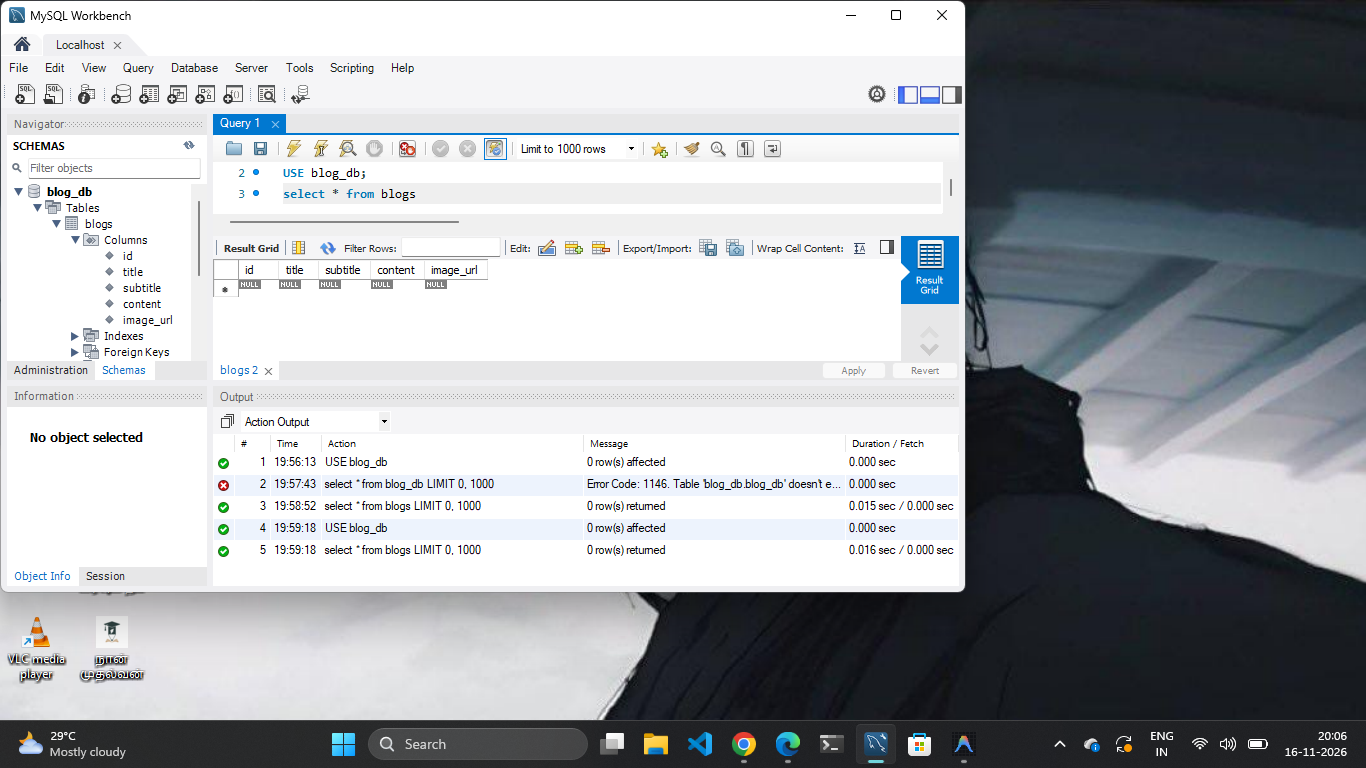 MySQL Workbench
Localhost
File Edit View Query Database Server Tools Scripting Help
Navigator
SCHEMAS
Filter objects
blog_db
Tables
blogs
Columns
id
title
subtitle
content
image_url
Indexes
Foreign Keys
Administration Schemas
Information
No object selected
Object Info Session
Query 1
Limit to 1000 rows
2 USE blog_db;
3 select * from blogs
Result Grid Filter Rows: Edit: Export/Import: Wrap Cell Content:
id title subtitle content image_url
NULL NULL NULL NULL NULL
Result
Grid
blogs 2 Apply Revert
Output
Action Output
# Time Action Message Duration / Fetch
1 19:56:13 USE blog_db 0 row(s) affected 0.000 sec
2 19:57:43 select * from blog_db LIMIT 0, 1000 Error Code: 1146. Table 'blog_db.blog_db' doesn't e... 0.000 sec
3 19:58:52 select * from blogs LIMIT 0, 1000 0 row(s) returned 0.015 sec / 0.000 sec
4 19:59:18 USE blog_db 0 row(s) affected 0.000 sec
5 19:59:18 select * from blogs LIMIT 0, 1000 0 row(s) returned 0.016 sec / 0.000 sec
VLC media
player
நான்
முதல்வன்
29°C
Mostly cloudy
Search
ENG
IN
20:06
16-11-2026